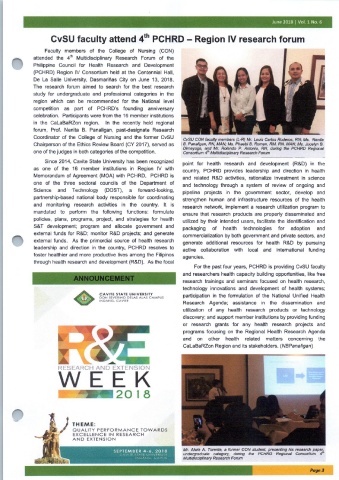 June 2018 | Vol. 1 No. 6
CvSU faculty attend 4th PCHRD – Region IV research forum
Faculty members of the College of Nursing (CON)
attended the 4th Multidisciplinary Research Forum of the
Philippine Council for Health Research and Development
(PCHRD) Region IV Consortium held at the Centennial Hall,
De La Salle University, Dasmariñas City on June 13, 2018.
The research forum aimed to search for the best research
study for undergraduate and professional categories in the
region which can be recommended for the National level
competition as part of PCHRD's founding anniversary
celebration. Participants were from the 16 member institutions
in the CaLaBaRZon region. In the recently held regional
forum, Prof. Nenita B. Panaligan, past-designate Research
Coordinator of the College of Nursing and the former CvSU
Chairperson of the Ethics Review Board (CY 2017), served as
one of the judges in both categories of the competition.
Since 2014, Cavite State University has been recognized
as one of the 16 member institutions in Region IV with
Memorandum of Agreement (MOA) with PCHRD. PCHRD is
one of the three sectoral councils of the Department of
Science and Technology (DOST), a forward-looking,
partnership-based national body responsible for coordinating
and monitoring research activities in the country. It is
mandated to perform the following functions: formulate
policies, plans, programs, project, and strategies for health
S&T development; program and allocate government and
external funds for R&D; monitor R&D projects; and generate
external funds. As the primordial source of health research
leadership and direction in the country, PCHRD resolves to
foster healthier and more productive lives among the Filipinos
through health research and development (R&D). As the focal
ANNOUNCEMENT
CAVITE STATE UNIVERSITY
DON SEVERINO DELAS ALAS CAMPUS
INDANG, CAVITE
R&E
RESEARCH AND EXTENSION
WEEK
2018
THEME:
QUALITY PERFORMANCE TOWARDS
EXCELLENCE IN RESEARCH
AND EXTENSION
SEPTEMBER 4-6, 2018
CvSU CON members (L-R) Mr. Louis Carlos Roderos, RN, Ms. Nenita
B. Panaligan, RN, MAN, Ms. Rhealio B. Roman, RM, RN, MAN, Ms. Jocelyn B.
Dimayuga, and Mr. Rolando P. Antonio, RN, during the PCHRD Regional
Consortium 4th Multidisciplinary Research Forum
point for health research and development (R&D) in the
country, PCHRD provides leadership and direction in health
and related R&D activities, rationalizes investment in science
and technology through a system of review of ongoing and
pipeline projects in the government sector, develop and
strengthen human and infrastructure resources of the health
research network, implement a research utilization program to
ensure that research products are properly disseminated and
utilized by their intended users, facilitate the identification and
packaging of health technologies for adoption and
commercialization by both government and private sectors, and
generate additional resources for health R&D by pursuing
active collaboration with local and international funding
agencies.
For the past four years, PCHRD is providing CvSU faculty
and researchers health capacity building opportunities, like free
research trainings and seminars focused on health research,
technology innovations and development of health systems;
participation in the formulation of the National Unified Health
Research Agenda; assistance in the dissemination and
utilization of any health research products or technology
discovery; and support member institutions by providing funding
or research grants for any health research projects and
programs focusing on the Regional Health Research Agenda
and on other health related matters concerning the
CaLaBaRZon Region and its stakeholders. (NBPanaligan)
Mr. Mark A. Toreda, a former CON student, presenting his research paper,
undergraduate category, during the PCHRD Regional Consortium 4th
Multidisciplinary Research Forum
Page 3